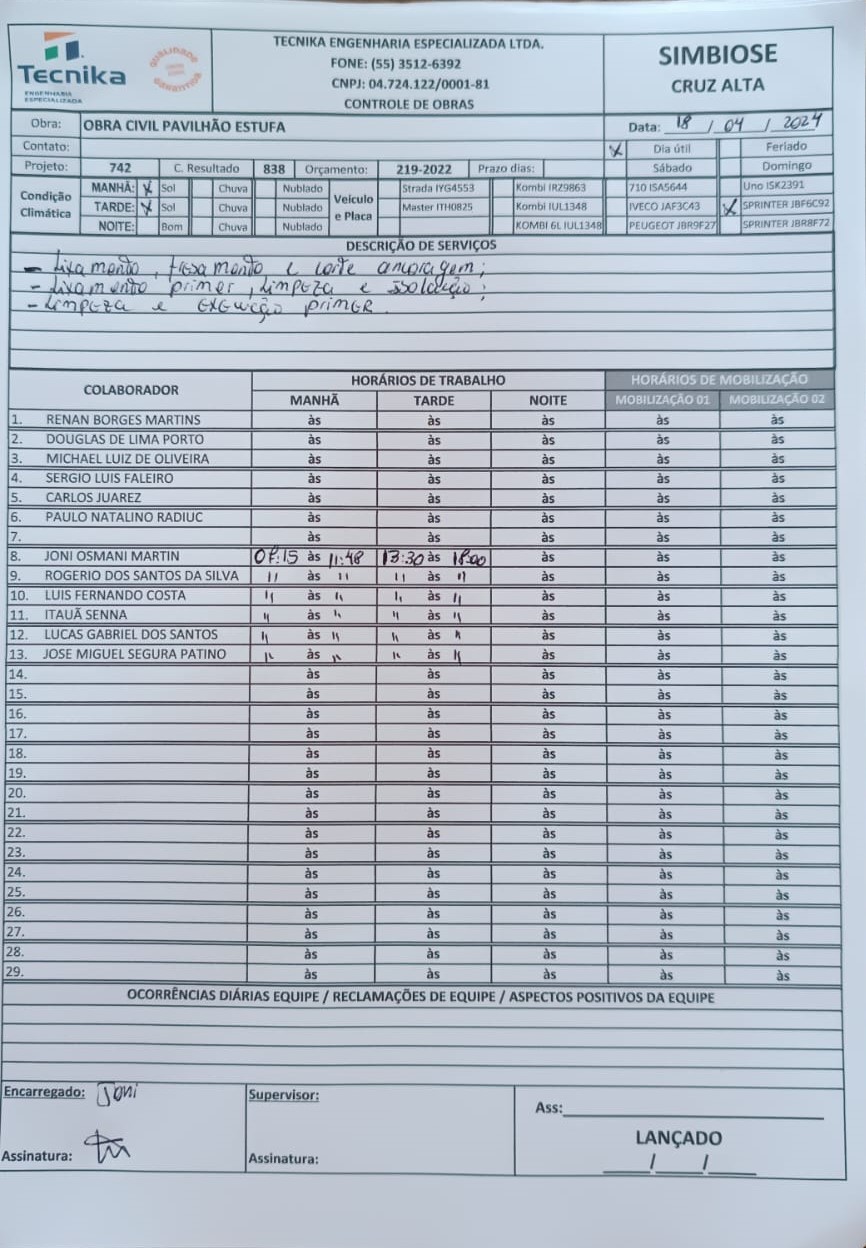 Tecnika
ENGENHARIA
ESPECIALIZADA
QUALIDADE
GARANTIDA
TECNIKA ENGENHARIA ESPECIALIZADA LTDA.
FONE: (55) 3512-6392
CNPJ: 04.724.122/0001-81
CONTROLE DE OBRAS
SIMBIOSE
CRUZ ALTA
Obra: OBRA CIVIL PAVILHÃO ESTUFA Data: 18 / 04 / 2024
Contato: X Dia útil Feriado
Projeto: 742 C. Resultado 838 Orçamento: 219-2022 Prazo dias: Sábado Domingo
Condição Climática
MANHÃ: X Sol Chuva Nublado
TARDE: X Sol Chuva Nublado
NOITE: Bom Chuva Nublado
Veículo e Placa
Strada IYG4553 Kombi IRZ9863 710 ISA5644 Uno ISK2391
Master ITH0825 Kombi IUL1348 IVECO JAF3C43 X SPRINTER JBF6C92
KOMBI 6L IUL1348 PEUGEOT JBR9F27 SPRINTER JBR8F72
DESCRIÇÃO DE SERVIÇOS
- Lixamento, fresamento e corte ancoragem;
- Lixamento primer, Limpeza e isolação;
- Limpeza e execução primer.
COLABORADOR HORÁRIOS DE TRABALHO HORÁRIOS DE MOBILIZAÇÃO
MANHÃ TARDE NOITE MOBILIZAÇÃO 01 MOBILIZAÇÃO 02
1. RENAN BORGES MARTINS às às às às às
2. DOUGLAS DE LIMA PORTO às às às às às
3. MICHAEL LUIZ DE OLIVEIRA às às às às às
4. SERGIO LUIS FALEIRO às às às às às
5. CARLOS JUAREZ às às às às às
6. PAULO NATALINO RADIUC às às às às às
7. às às às às às
8. JONI OSMANI MARTIN 07:15 às 11:48 13:30 às 18:00 às às às
9. ROGERIO DOS SANTOS DA SILVA " às " " às " às às às
10. LUIS FERNANDO COSTA " às " " às " às às às
11. ITAUÃ SENNA " às " " às " às às às
12. LUCAS GABRIEL DOS SANTOS " às " " às " às às às
13. JOSE MIGUEL SEGURA PATINO " às " " às " às às às
14. às às às às às
15. às às às às às
16. às às às às às
17. às às às às às
18. às às às às às
19. às às às às às
20. às às às às às
21. às às às às às
22. às às às às às
23. às às às às às
24. às às às às às
25. às às às às às
26. às às às às às
27. às às às às às
28. às às às às às
29. às às às às às
OCORRÊNCIAS DIÁRIAS EQUIPE / RECLAMAÇÕES DE EQUIPE / ASPECTOS POSITIVOS DA EQUIPE
Encarregado: Joni
Assinatura:
Supervisor:
Assinatura:
Ass:
LANÇADO
/ /